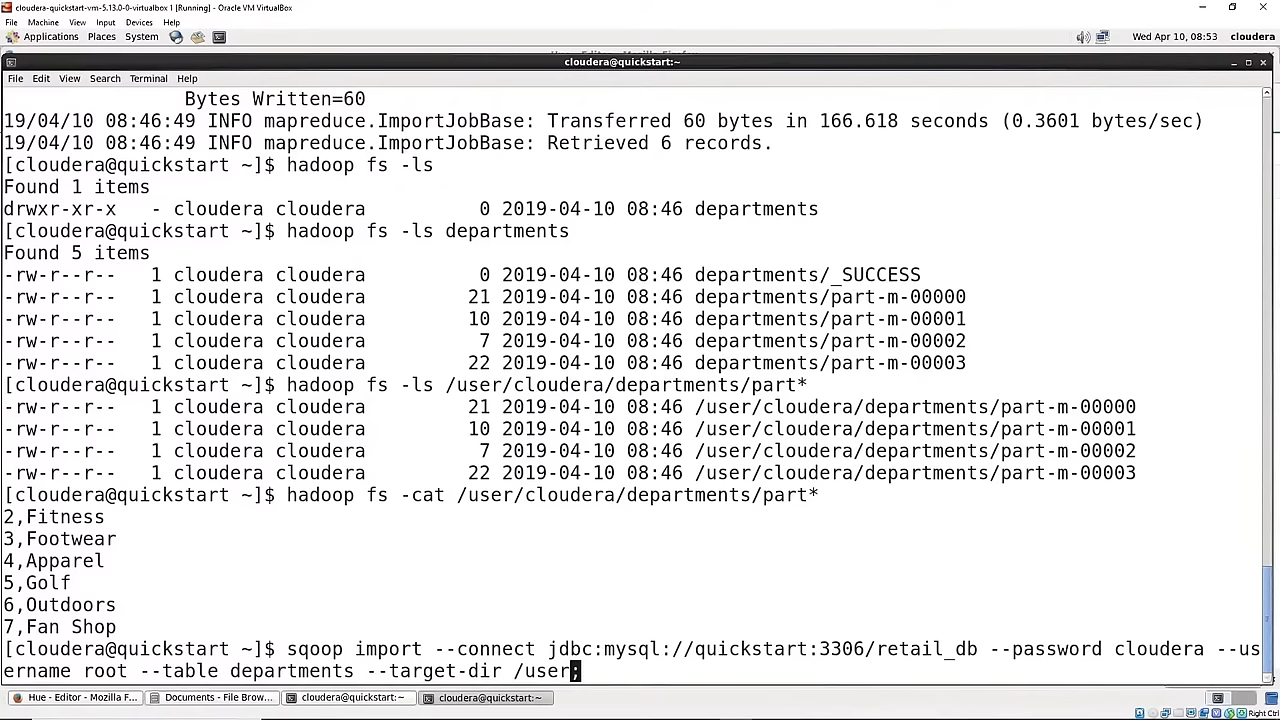 cloudera-quickstart-vm-5.13.0-0-virtualbox 1 [Running] - Oracle VM VirtualBox
File Machine View Input Devices Help
Applications Places System Wed Apr 10, 08:53 cloudera
cloudera@quickstart:~
File Edit View Search Terminal Help
Bytes Written=60
19/04/10 08:46:49 INFO mapreduce.ImportJobBase: Transferred 60 bytes in 166.618 seconds (0.3601 bytes/sec)
19/04/10 08:46:49 INFO mapreduce.ImportJobBase: Retrieved 6 records.
[cloudera@quickstart ~]$ hadoop fs -ls
Found 1 items
drwxr-xr-x   - cloudera cloudera          0 2019-04-10 08:46 departments
[cloudera@quickstart ~]$ hadoop fs -ls departments
Found 5 items
-rw-r--r--   1 cloudera cloudera          0 2019-04-10 08:46 departments/_SUCCESS
-rw-r--r--   1 cloudera cloudera         21 2019-04-10 08:46 departments/part-m-00000
-rw-r--r--   1 cloudera cloudera         10 2019-04-10 08:46 departments/part-m-00001
-rw-r--r--   1 cloudera cloudera          7 2019-04-10 08:46 departments/part-m-00002
-rw-r--r--   1 cloudera cloudera         22 2019-04-10 08:46 departments/part-m-00003
[cloudera@quickstart ~]$ hadoop fs -ls /user/cloudera/departments/part*
-rw-r--r--   1 cloudera cloudera         21 2019-04-10 08:46 /user/cloudera/departments/part-m-00000
-rw-r--r--   1 cloudera cloudera         10 2019-04-10 08:46 /user/cloudera/departments/part-m-00001
-rw-r--r--   1 cloudera cloudera          7 2019-04-10 08:46 /user/cloudera/departments/part-m-00002
-rw-r--r--   1 cloudera cloudera         22 2019-04-10 08:46 /user/cloudera/departments/part-m-00003
[cloudera@quickstart ~]$ hadoop fs -cat /user/cloudera/departments/part*
2,Fitness
3,Footwear
4,Apparel
5,Golf
6,Outdoors
7,Fan Shop
[cloudera@quickstart ~]$ sqoop import --connect jdbc:mysql://quickstart:3306/retail_db --password cloudera --us
ername root --table departments --target-dir /user;
Hue - Editor - Mozilla F... Documents - File Brow... cloudera@quickstart:~ cloudera@quickstart:~
Right Ctrl